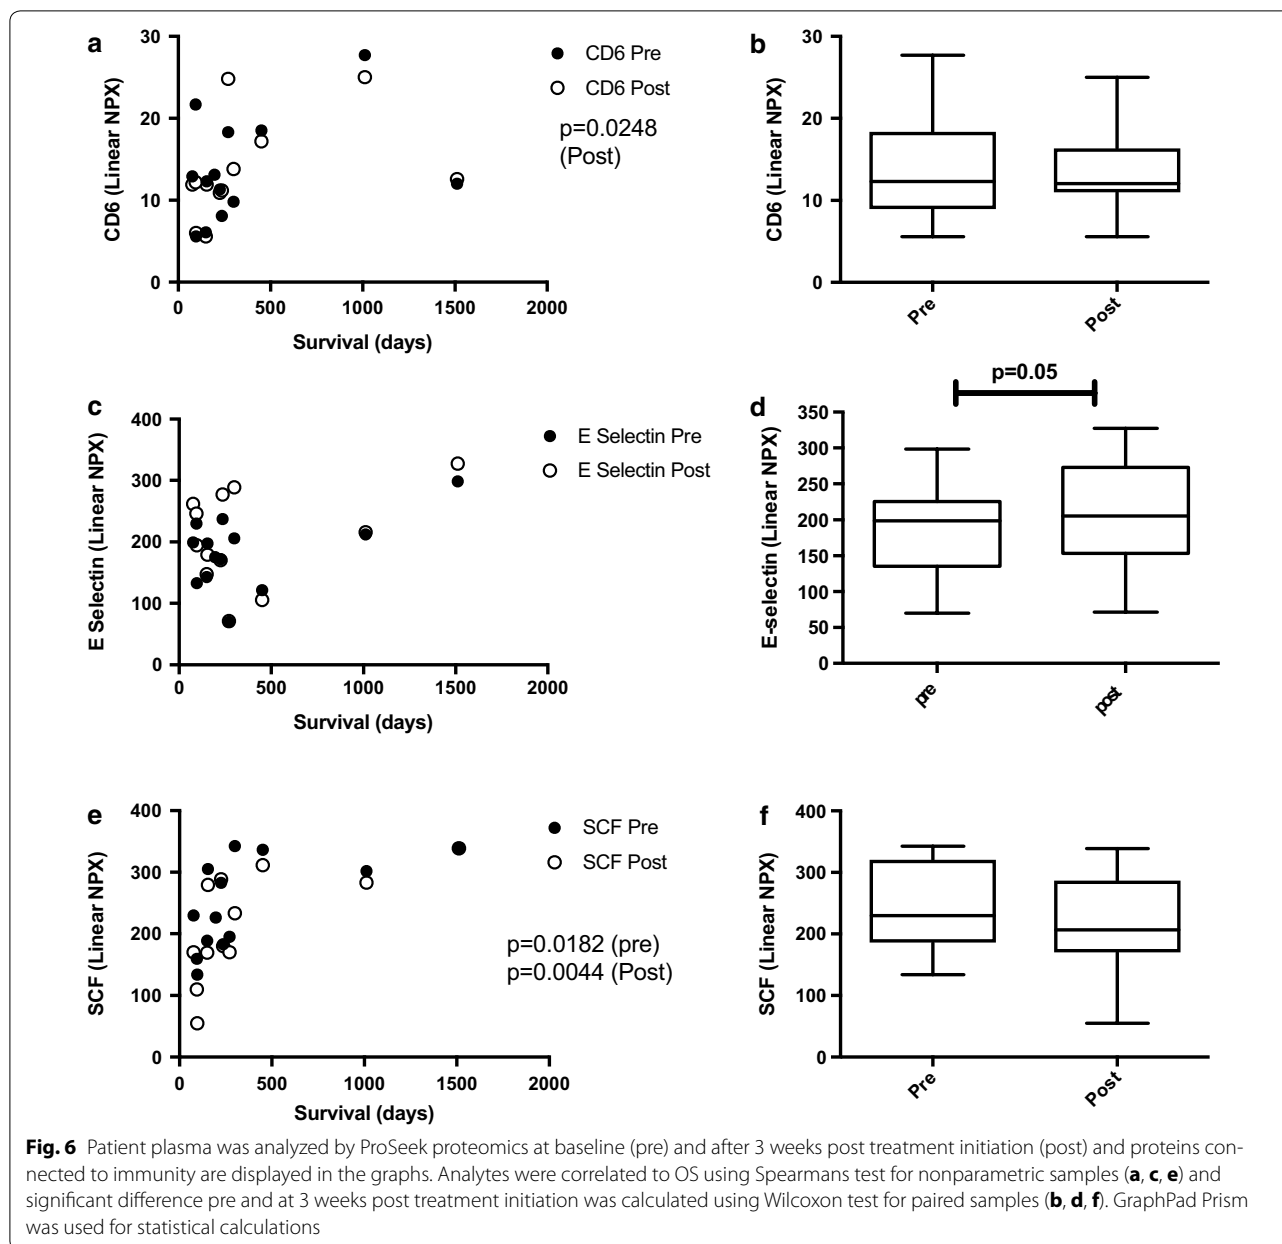 a
30
20
10
0
CD6 (Linear NPX)
0 500 1000 1500 2000
Survival (days)
CD6 Pre
CD6 Post
p=0.0248
(Post)
b
30
20
10
0
CD6 (Linear NPX)
Pre
Post
c
400
300
200
100
0
E Selectin (Linear NPX)
0 500 1000 1500 2000
Survival (days)
E Selectin Pre
E Selectin Post
d
p=0.05
350
300
250
200
150
100
50
0
E-selectin (Linear NPX)
pre
post
e
400
300
200
100
0
SCF (Linear NPX)
0 500 1000 1500 2000
Survival (days)
SCF Pre
SCF Post
p=0.0182 (pre)
p=0.0044 (Post)
f
400
300
200
100
0
SCF (Linear NPX)
Pre
Post
Fig. 6 Patient plasma was analyzed by ProSeek proteomics at baseline (pre) and after 3 weeks post treatment initiation (post) and proteins con-
nected to immunity are displayed in the graphs. Analytes were correlated to OS using Spearmans test for nonparametric samples (a, c, e) and
significant difference pre and at 3 weeks post treatment initiation was calculated using Wilcoxon test for paired samples (b, d, f). GraphPad Prism
was used for statistical calculations